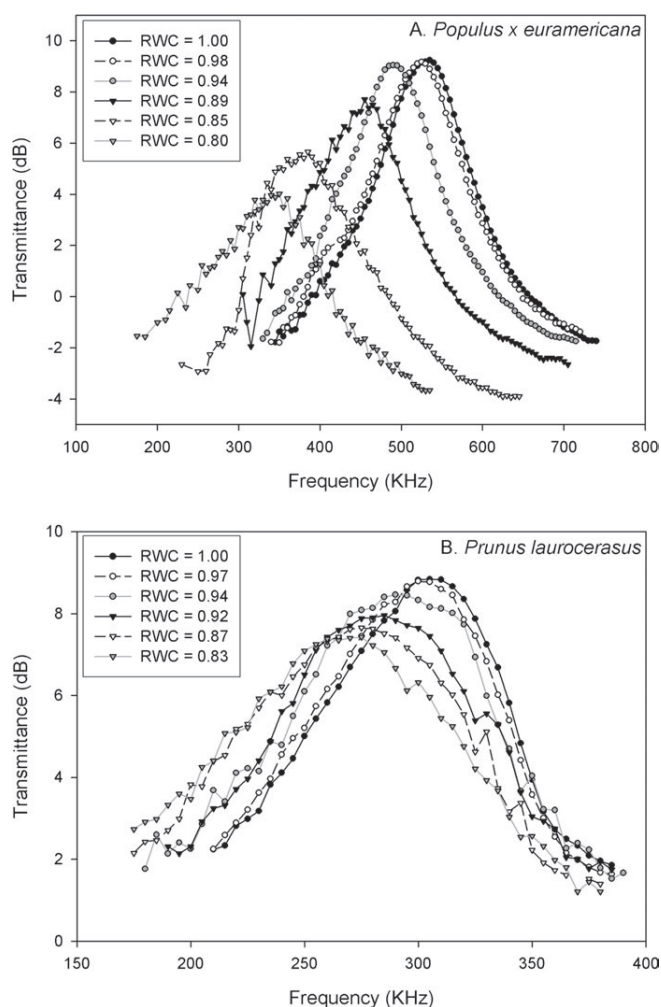 A. Populus x euramericana
RWC = 1.00
RWC = 0.98
RWC = 0.94
RWC = 0.89
RWC = 0.85
RWC = 0.80
Transmittance (dB)
10
8
6
4
2
0
-2
-4
100 200 300 400 500 600 700 800
Frequency (KHz)
B. Prunus laurocerasus
RWC = 1.00
RWC = 0.97
RWC = 0.94
RWC = 0.92
RWC = 0.87
RWC = 0.83
Transmittance (dB)
10
8
6
4
2
0
150 200 250 300 350 400
Frequency (KHz)